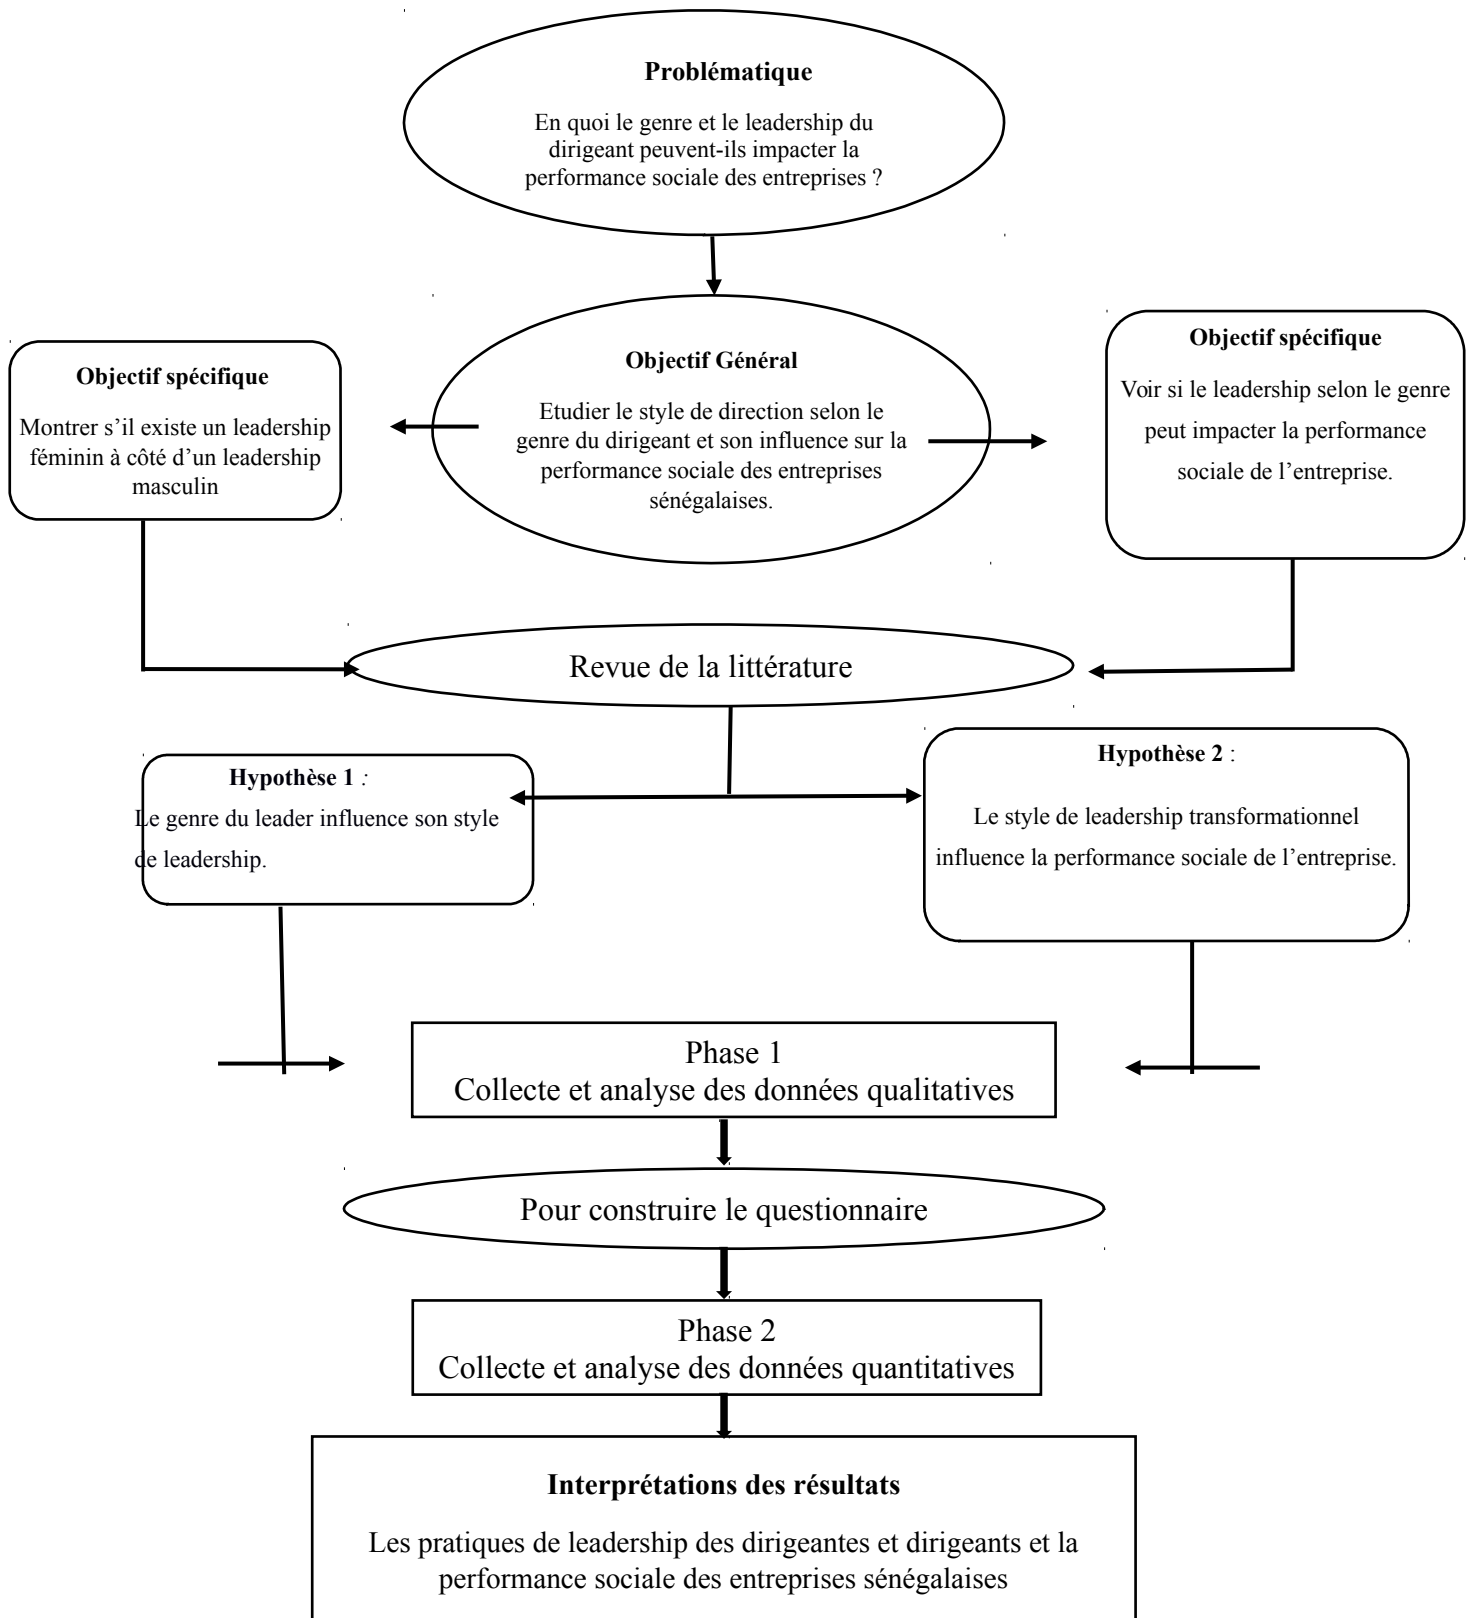 Problématique
En quoi le genre et le leadership du
dirigeant peuvent-ils impacter la
performance sociale des entreprises ?
Objectif spécifique
Montrer s’il existe un leadership
féminin à côté d’un leadership
masculin
Objectif Général
Etudier le style de direction selon le
genre du dirigeant et son influence sur la
performance sociale des entreprises
sénégalaises.
Objectif spécifique
Voir si le leadership selon le genre
peut impacter la performance
sociale de l’entreprise.
Revue de la littérature
Hypothèse 1 :
Le genre du leader influence son style
de leadership.
Hypothèse 2 :
Le style de leadership transformationnel
influence la performance sociale de l’entreprise.
Phase 1
Collecte et analyse des données qualitatives
Pour construire le questionnaire
Phase 2
Collecte et analyse des données quantitatives
Interprétations des résultats
Les pratiques de leadership des dirigeantes et dirigeants et la
performance sociale des entreprises sénégalaises